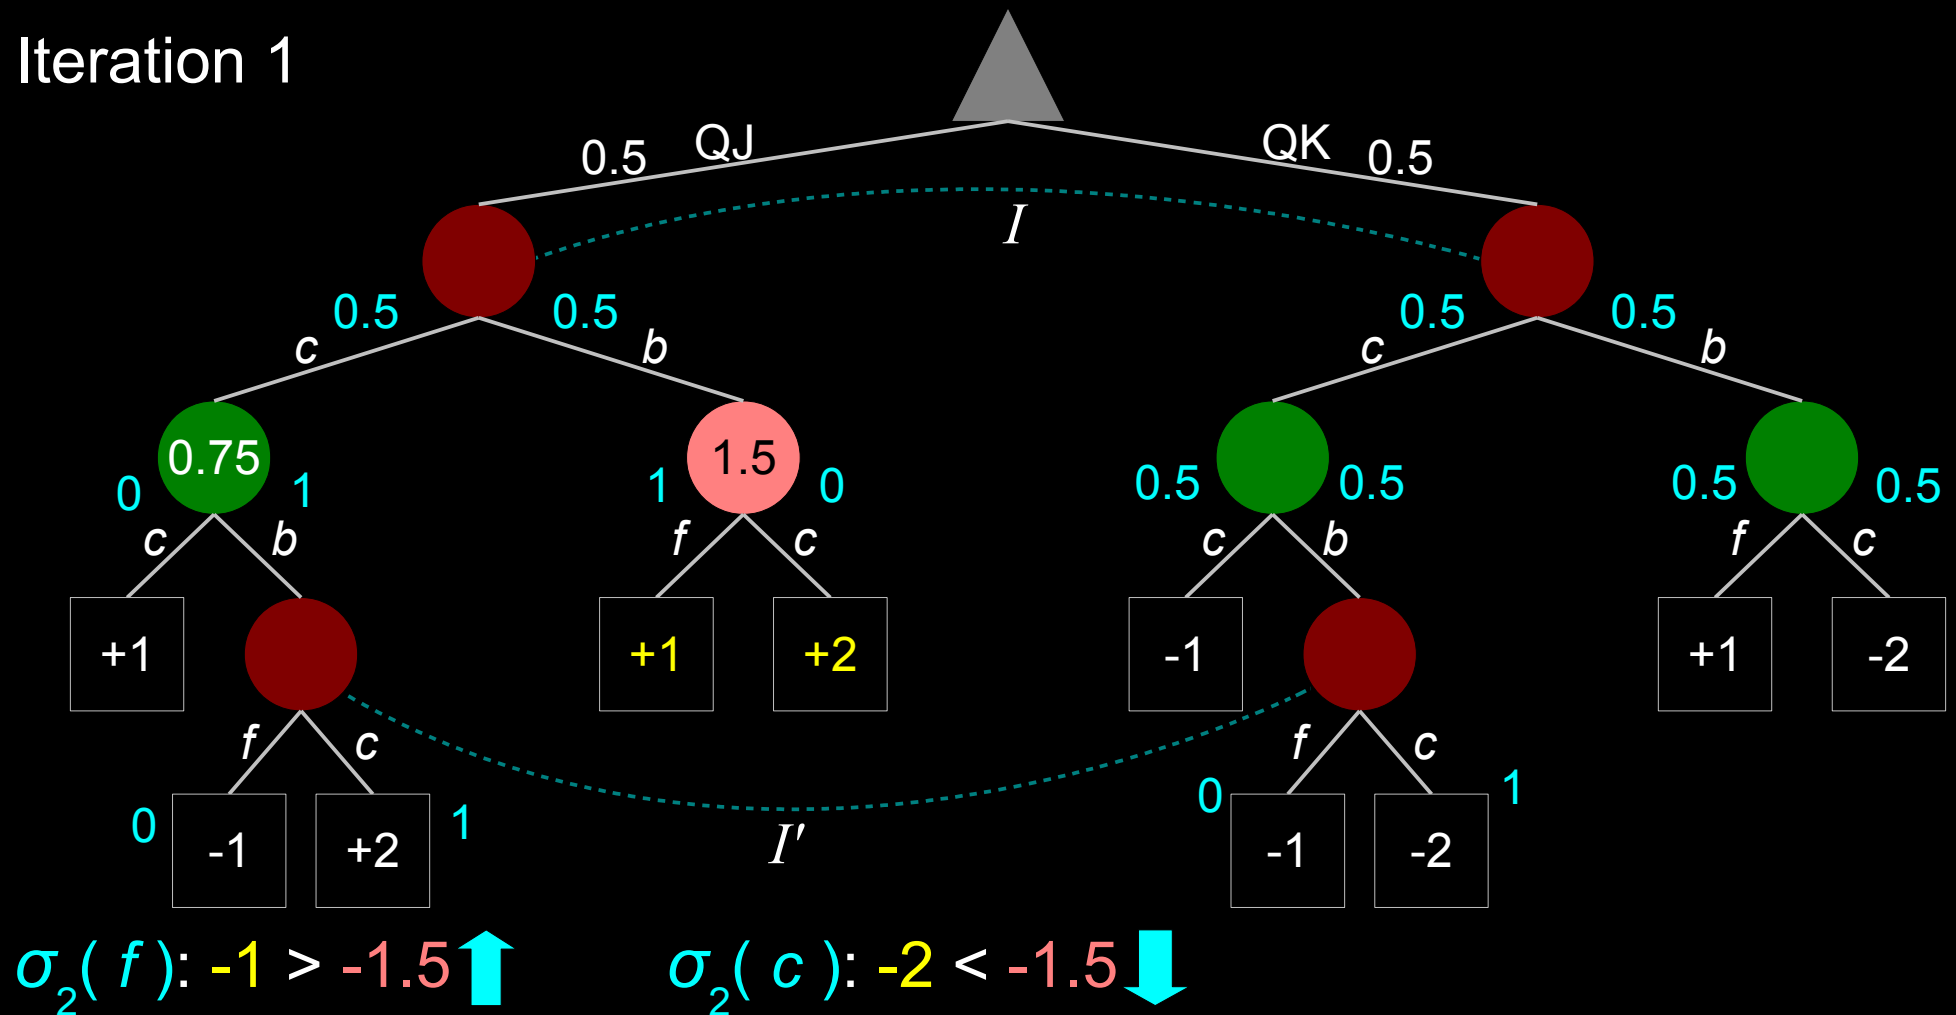 Iteration 1
0.5 QJ QK 0.5
I
0.5 0.5 0.5 0.5
c b c b
0.75 1.5
0 1 1 0 0.5 0.5 0.5 0.5
c b f c c b f c
+1 +1 +2 -1 +1 -2
f c f c
0 -1 +2 1 0 -1 -2 1
I'
σ2( f ): -1 > -1.5 σ2( c ): -2 < -1.5